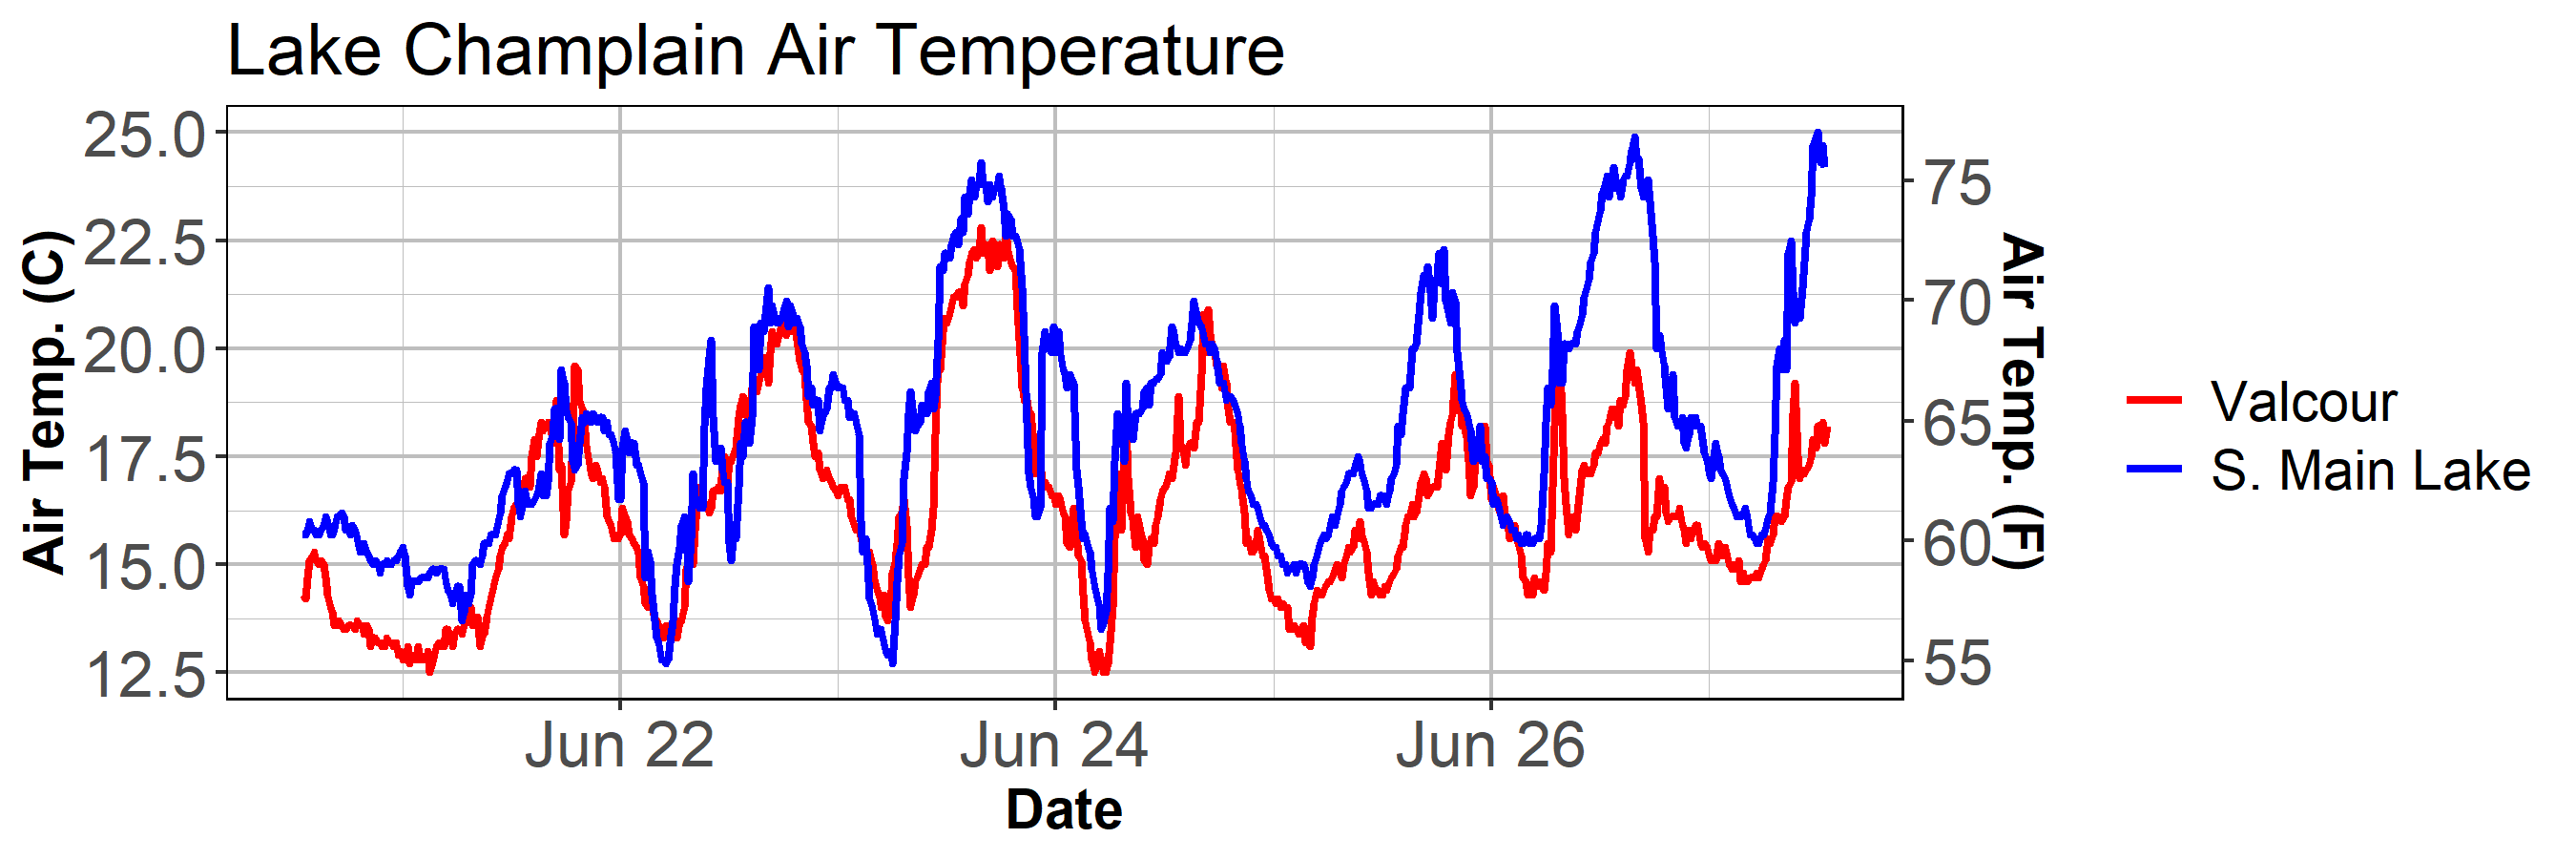 Lake Champlain Air Temperature
Air Temp. (C)
25.0
22.5
20.0
17.5
15.0
12.5
75
70
65
60
55
Air Temp. (F)
Jun 22
Jun 24
Jun 26
Date
Valcour
S. Main Lake